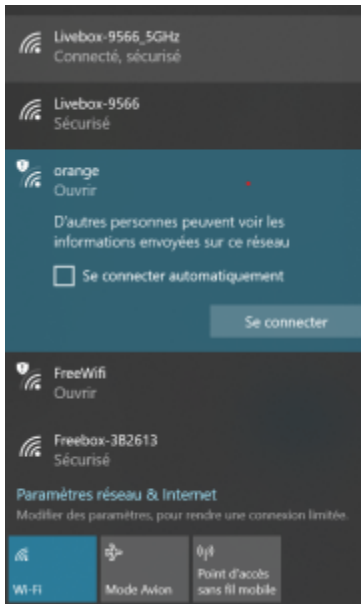 Livebox-9566_5GHz
Connecté, sécurisé
Livebox-9566
Sécurisé
orange
Ouvrir
D'autres personnes peuvent voir les
informations envoyées sur ce réseau
Se connecter automatiquement
Se connecter
FreeWifi
Ouvrir
Freebox-3B2613
Sécurisé
Paramètres réseau & Internet
Modifier des paramètres, pour rendre une connexion limitée.
Wi-Fi
Mode Avion
Point d'accès
sans fil mobile